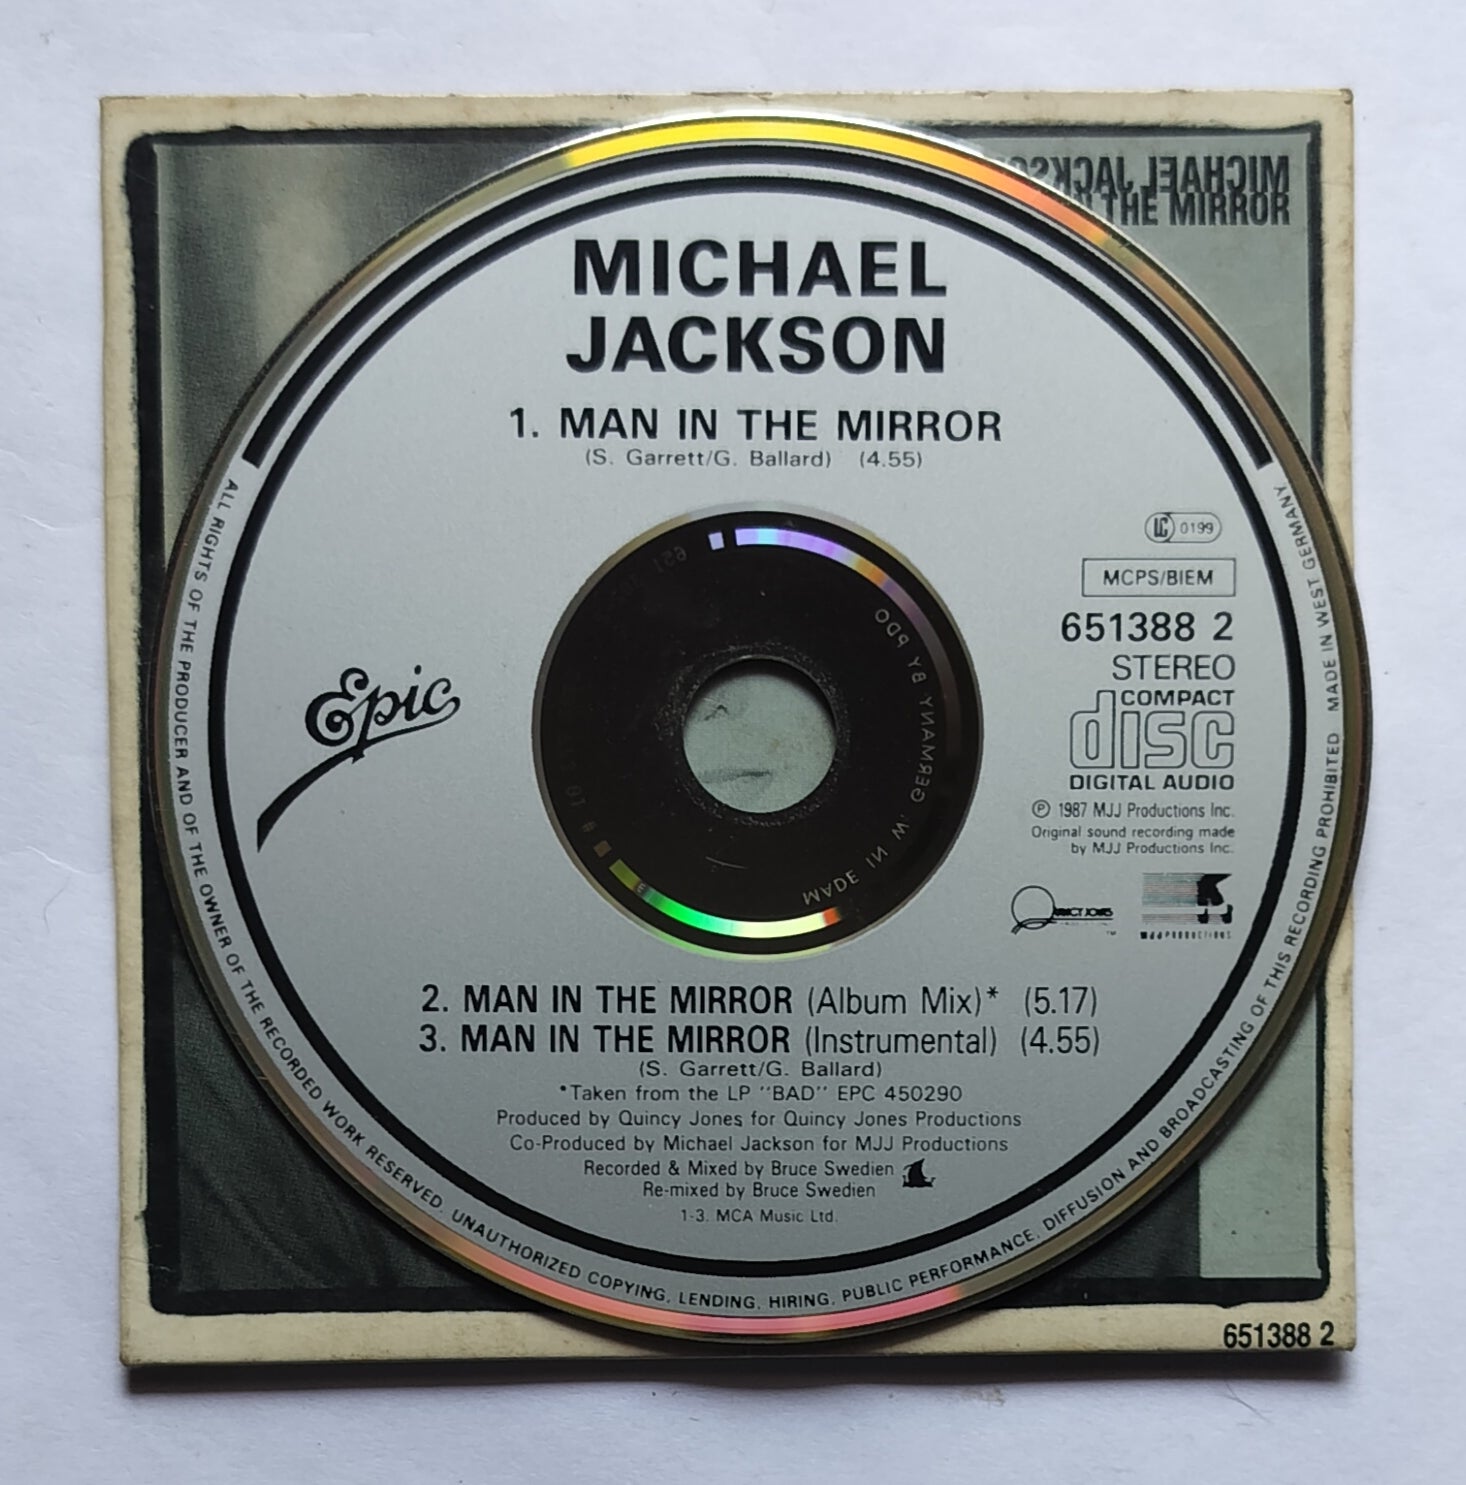 MICHAEL JACKSON
THE MIRROR
MICHAEL
JACKSON
1. MAN IN THE MIRROR
(S. Garrett/G. Ballard) (4.55)
LC 0199
MCPS/BIEM
651388 2
STEREO
COMPACT
disc
DIGITAL AUDIO
Ⓟ 1987 MJJ Productions Inc.
Original sound recording made
by MJJ Productions Inc.
Epic
QUINCY JONES
MJJ PRODUCTIONS
MADE IN W. GERMANY BY PDO
2. MAN IN THE MIRROR (Album Mix)* (5.17)
3. MAN IN THE MIRROR (Instrumental) (4.55)
(S. Garrett/G. Ballard)
*Taken from the LP "BAD" EPC 450290
Produced by Quincy Jones for Quincy Jones Productions
Co-Produced by Michael Jackson for MJJ Productions
Recorded & Mixed by Bruce Swedien
Re-mixed by Bruce Swedien
1-3. MCA Music Ltd.
ALL RIGHTS OF THE PRODUCER AND OF THE OWNER OF THE RECORDED WORK RESERVED. UNAUTHORIZED COPYING, LENDING, HIRING, PUBLIC PERFORMANCE, DIFFUSION AND BROADCASTING OF THIS RECORDING PROHIBITED. MADE IN WEST GERMANY
651388 2